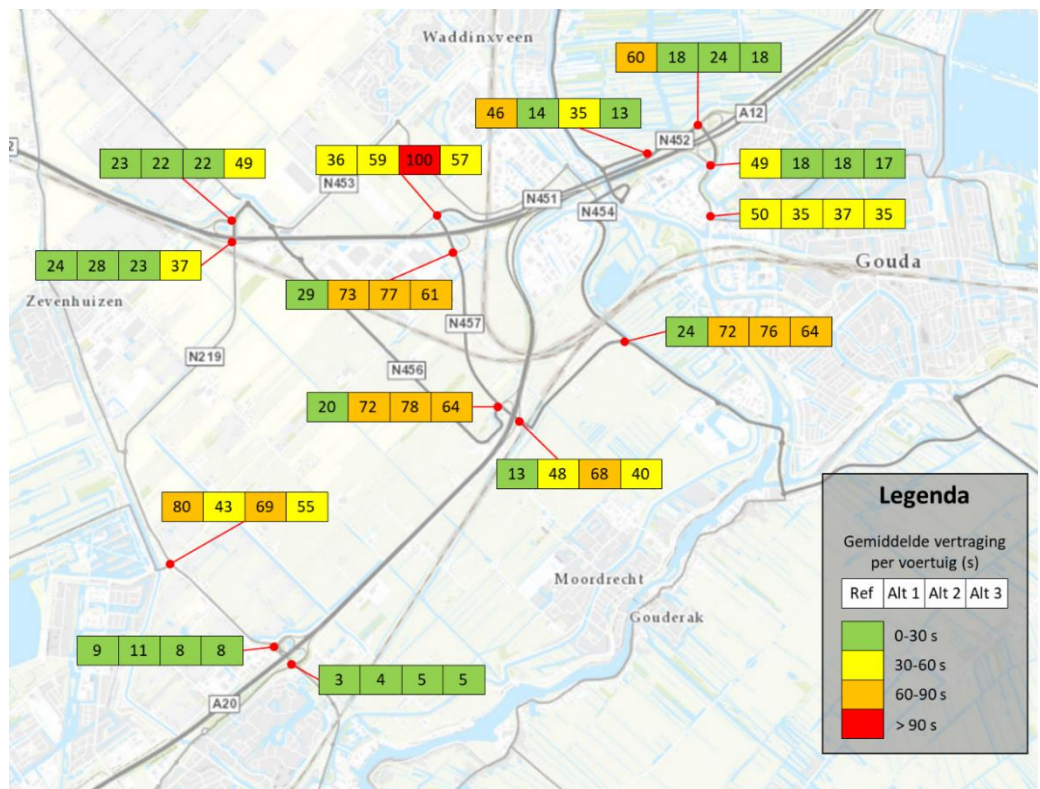 Waddinxveen
60 18 24 18
46 14 35 13
A12
N452
23 22 22 49
36 59 100 57
49 18 18 17
N453
N451
N454
50 35 37 35
24 28 23 37
Gouda
29 73 77 61
Zevenhuizen
N457
24 72 76 64
N219
N456
20 72 78 64
13 48 68 40
80 43 69 55
Moordrecht
Gouderak
9 11 8 8
3 4 5 5
A20
Legenda
Gemiddelde vertraging
per voertuig (s)
Ref Alt 1 Alt 2 Alt 3
0-30 s
30-60 s
60-90 s
> 90 s